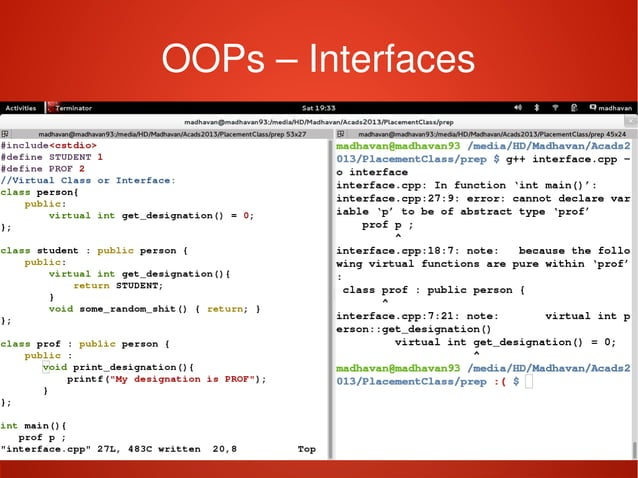 OOPs – Interfaces
Activities Terminator Sat 19:33 madhavan
madhavan@madhavan93:/media/HD/Madhavan/Acads2013/PlacementClass/prep
madhavan@madhavan93:/media/HD/Madhavan/Acads2013/PlacementClass/prep 53x27
#include<cstdio>
#define STUDENT 1
#define PROF 2
//Virtual Class or Interface:
class person{
public:
virtual int get_designation() = 0;
};
class student : public person {
public:
virtual int get_designation(){
return STUDENT;
}
void some_random_shit() { return; }
};
class prof : public person {
public :
void print_designation(){
printf("My designation is PROF");
}
};
int main(){
prof p ;
"interface.cpp" 27L, 483C written 20,8 Top
madhavan@madhavan93:/media/HD/Madhavan/Acads2013/PlacementClass/prep 45x24
madhavan@madhavan93 /media/HD/Madhavan/Acads2
013/PlacementClass/prep $ g++ interface.cpp -
o interface
interface.cpp: In function ‘int main()’:
interface.cpp:27:9: error: cannot declare var
iable ‘p’ to be of abstract type ‘prof’
prof p ;
^
interface.cpp:18:7: note: because the follo
wing virtual functions are pure within ‘prof’
:
class prof : public person {
^
interface.cpp:7:21: note: virtual int p
erson::get_designation()
virtual int get_designation() = 0;
^
madhavan@madhavan93 /media/HD/Madhavan/Acads2
013/PlacementClass/prep :( $